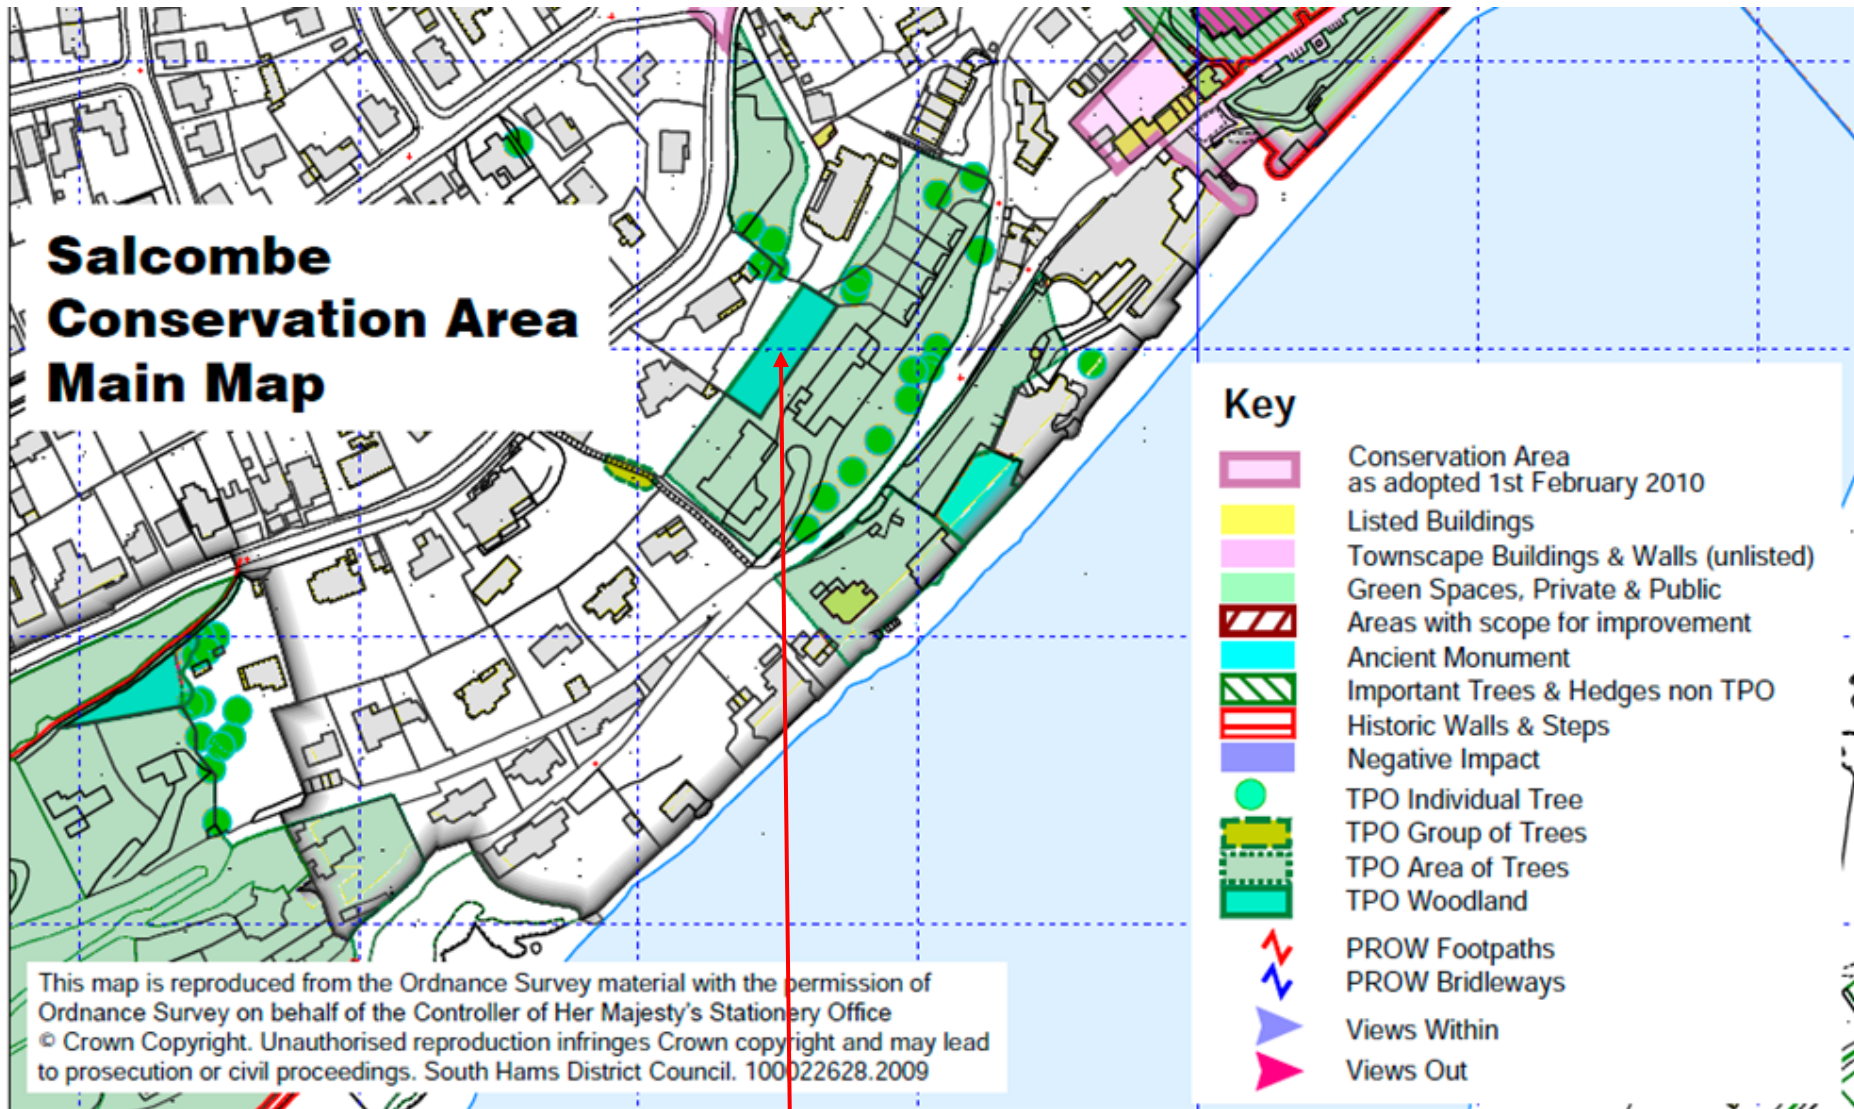 Salcombe
Conservation Area
Main Map
Key
Conservation Area
as adopted 1st February 2010
Listed Buildings
Townscape Buildings & Walls (unlisted)
Green Spaces, Private & Public
Areas with scope for improvement
Ancient Monument
Important Trees & Hedges non TPO
Historic Walls & Steps
Negative Impact
TPO Individual Tree
TPO Group of Trees
TPO Area of Trees
TPO Woodland
PROW Footpaths
PROW Bridleways
Views Within
Views Out
This map is reproduced from the Ordnance Survey material with the permission of
Ordnance Survey on behalf of the Controller of Her Majesty's Stationery Office
© Crown Copyright. Unauthorised reproduction infringes Crown copyright and may lead
to prosecution or civil proceedings. South Hams District Council. 100022628.2009